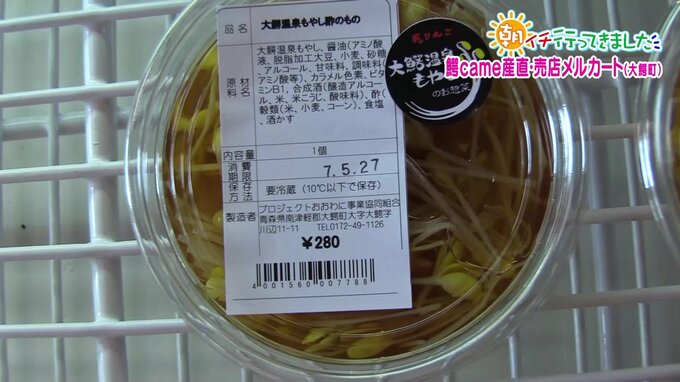 朝イチ行ってきました
鰐came産直・売店メルカート(大鰐町)
品名 大鰐温泉もやし酢のもの
原材料名
大鰐温泉もやし、醤油(アミノ酸
液、脱脂加工大豆、小麦、砂糖
、アルコール、甘味料、調味料(
アミノ酸等)、カラメル色素、ビタ
ミンB1、合成酒(醸造アルコー
ル、米、米こうじ、酸味料)、酢(
穀類(米、小麦、コーン)、食塩
、酒かす
内容量 1個
消費期限 7.5.27
保存方法 要冷蔵(10℃以下で保存)
製造者
プロジェクトおおわに事業協同組合
青森県南津軽郡大鰐町大字大鰐字
川辺11-11 TEL0172-49-1126
¥280
4001560007788
花りんご
大鰐温泉
もやし
のお惣菜